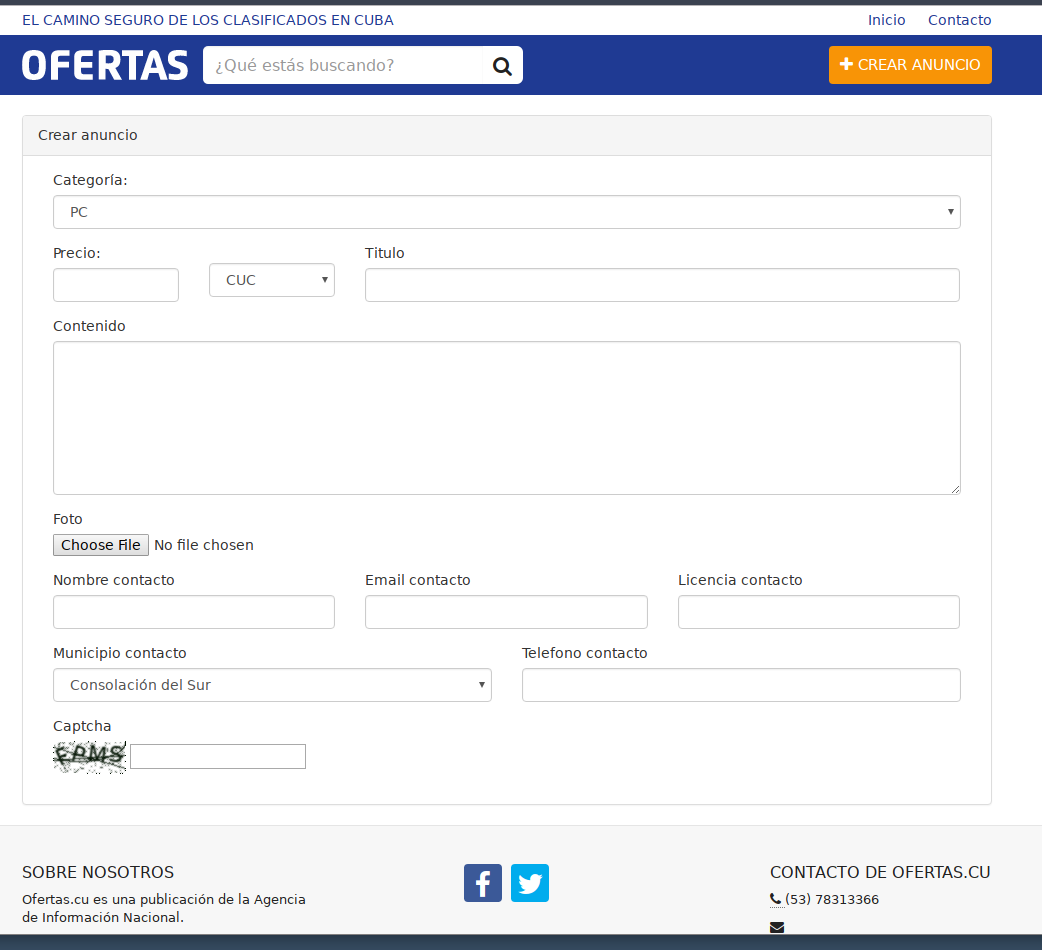 EL CAMINO SEGURO DE LOS CLASIFICADOS EN CUBA
Inicio Contacto
OFERTAS ¿Qué estás buscando? CREAR ANUNCIO
Crear anuncio
Categoría:
PC
Precio: Titulo
CUC
Contenido
Foto
Choose File No file chosen
Nombre contacto Email contacto Licencia contacto
Municipio contacto Telefono contacto
Consolación del Sur
Captcha
SOBRE NOSOTROS
Ofertas.cu es una publicación de la Agencia
de Información Nacional.
CONTACTO DE OFERTAS.CU
(53) 78313366